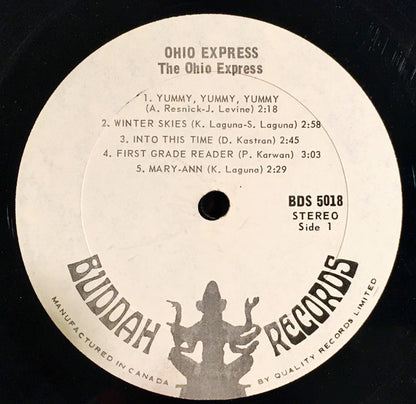 OHIO EXPRESS
The Ohio Express
1. YUMMY, YUMMY, YUMMY
(A. Resnick-J. Levine) 2:18
2. WINTER SKIES (K. Laguna-S. Laguna) 2:58
3. INTO THIS TIME (D. Kastran) 2:45
4. FIRST GRADE READER (P. Karwan) 3:03
5. MARY-ANN (K. Laguna) 2:29
BDS 5018
STEREO
Side 1
BUDDAH RECORDS
MANUFACTURED IN CANADA BY QUALITY RECORDS LIMITED